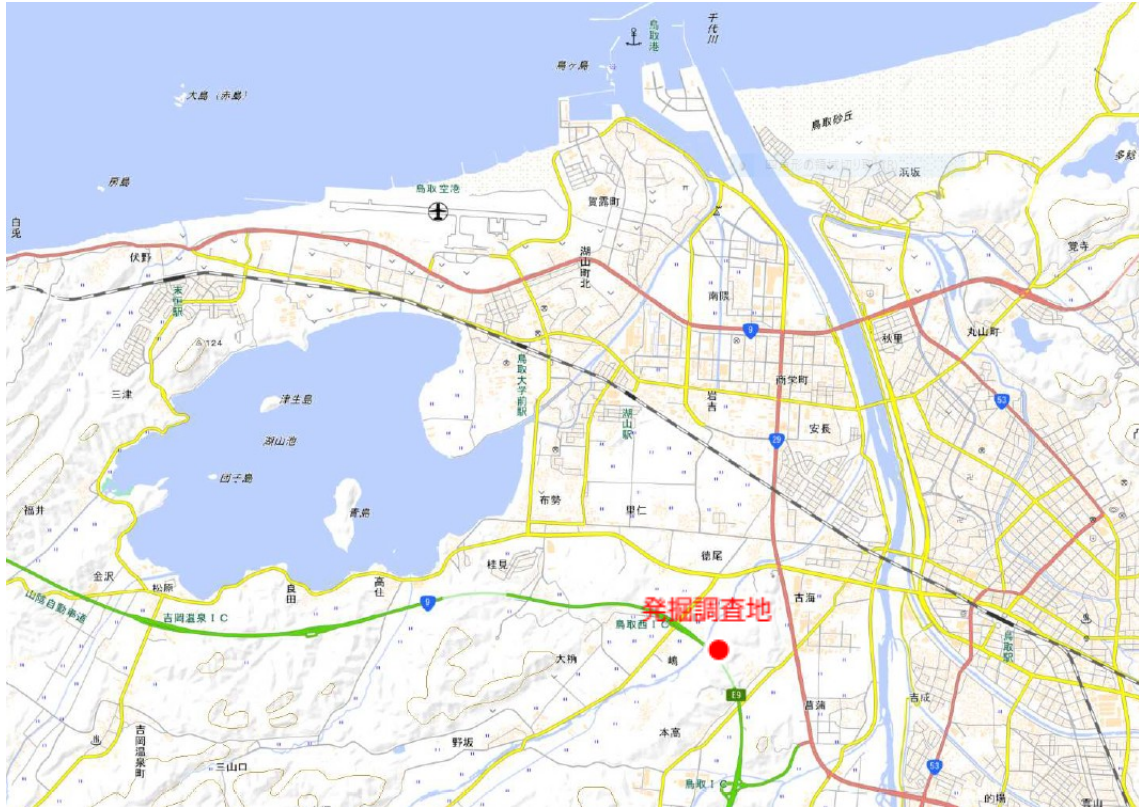 千代川
鳥取港
鳥ヶ島
大島（赤島）
鳥取砂丘
多鯰
浜坂
房島
鳥取空港
賀露町
白兎
伏野
湖山町北
覚寺
末恒駅
南隈
9
丸山町
秋里
124
鳥取大学前駅
商栄町
三津
津生島
岩吉
53
湖山駅
安長
湖山池
29
団子島
青島
布勢
里仁
福井
徳尾
桂見
金沢
松原
良田
高住
9
古海
山陰自動車道
吉岡温泉IC
発掘調査地
鳥取西IC
鳥取駅
大桷
嶋
E9
吉成
菖蒲
吉岡温泉町
野坂
本高
三山口
53
鳥取IC
的場
雲山